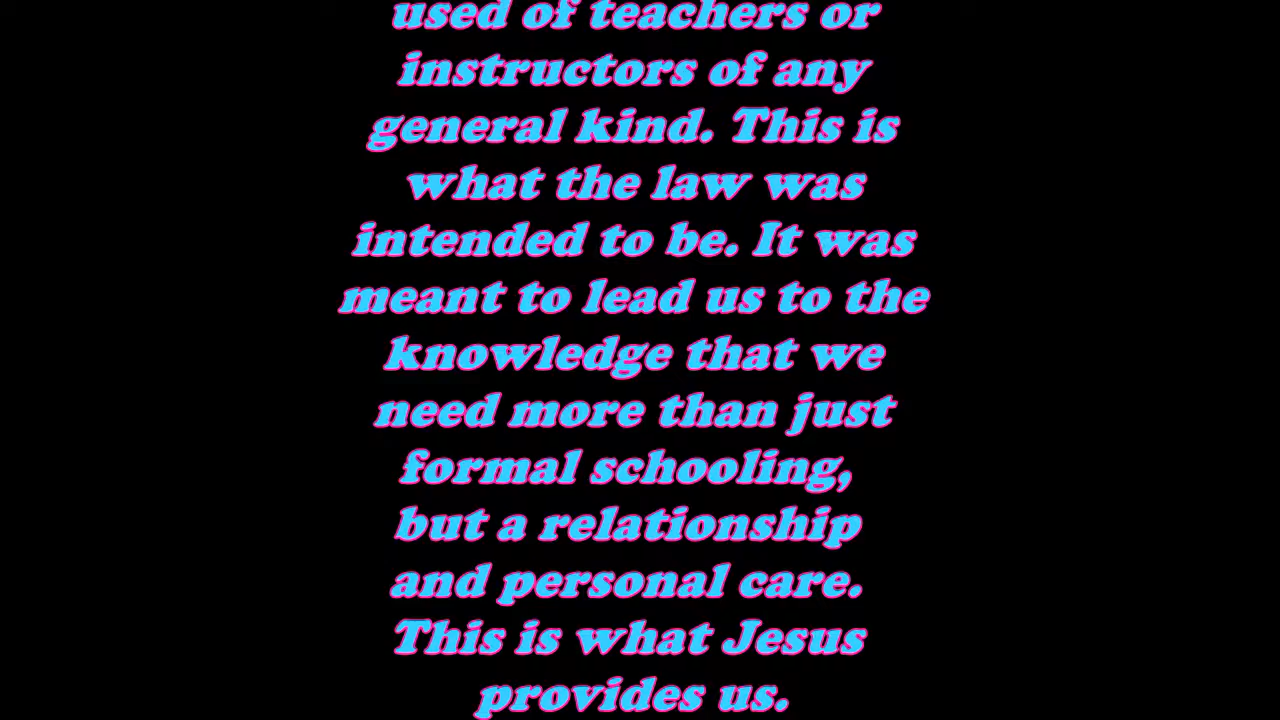 used of teachers or
instructors of any
general kind. This is
what the law was
intended to be. It was
meant to lead us to the
knowledge that we
need more than just
formal schooling,
but a relationship
and personal care.
This is what Jesus
provides us.